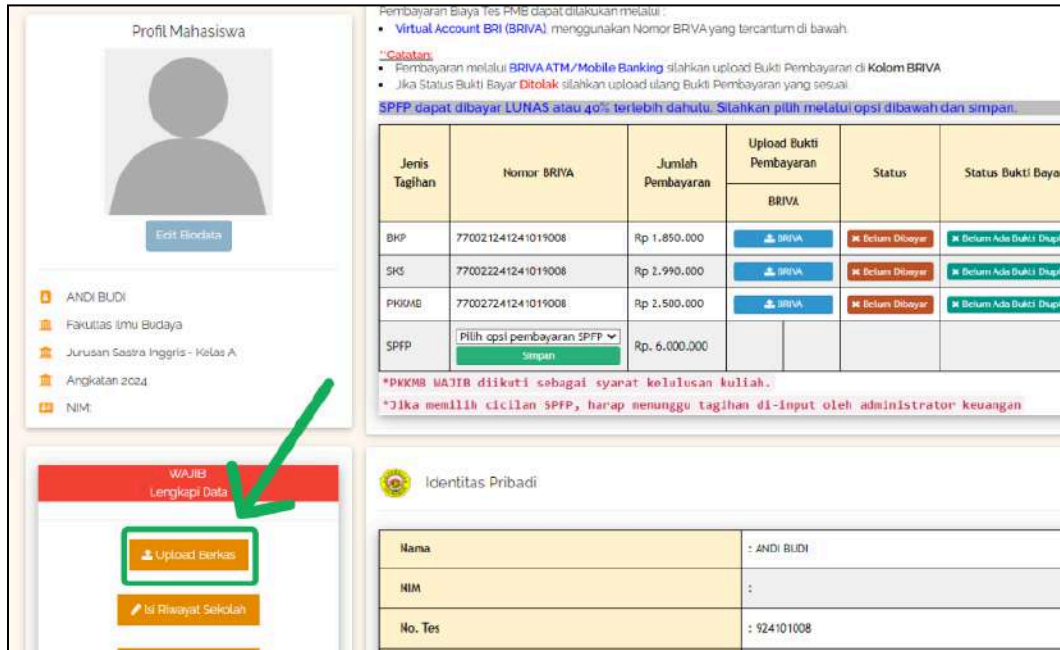 Profil Mahasiswa
Edit Biodata
ANDI BUDI
Fakultas Ilmu Budaya
Jurusan Sastra Inggris - Kelas A
Angkatan 2024
NIM:
WAJIB
Lengkapi Data
Upload Berkas
Isi Riwayat Sekolah
Pembayaran Biaya Tes PMB dapat dilakukan melalui :
Virtual Account BRI (BRIVA), menggunakan Nomor BRIVA yang tercantum di bawah.
**Catatan:
Pembayaran melalui BRIVA ATM/Mobile Banking silahkan upload Bukti Pembayaran di Kolom BRIVA
Jika Status Bukti Bayar Ditolak silahkan upload ulang Bukti Pembayaran yang sesuai.
SPFP dapat dibayar LUNAS atau 40% terlebih dahulu. Silahkan pilih melalui opsi dibawah dan simpan.
Jenis Tagihan Nomor BRIVA Jumlah Pembayaran Upload Bukti Pembayaran Status Status Bukti Baya
BRIVA
BKP 770021241241019008 Rp 1.850.000 BRIVA Belum Dibayar Belum Ada Bukti Diupl
SKS 770022241241019008 Rp 2.990.000 BRIVA Belum Dibayar Belum Ada Bukti Diupl
PKKMB 770027241241019008 Rp 2.500.000 BRIVA Belum Dibayar Belum Ada Bukti Diupl
SPFP Pilih opsi pembayaran SPFP Rp. 6.000.000
Simpan
*PKKMB WAJIB diikuti sebagai syarat kelulusan kuliah.
*Jika memilih cicilan SPFP, harap menunggu tagihan di-input oleh administrator keuangan
Identitas Pribadi
Nama : ANDI BUDI
NIM :
No. Tes : 924101008